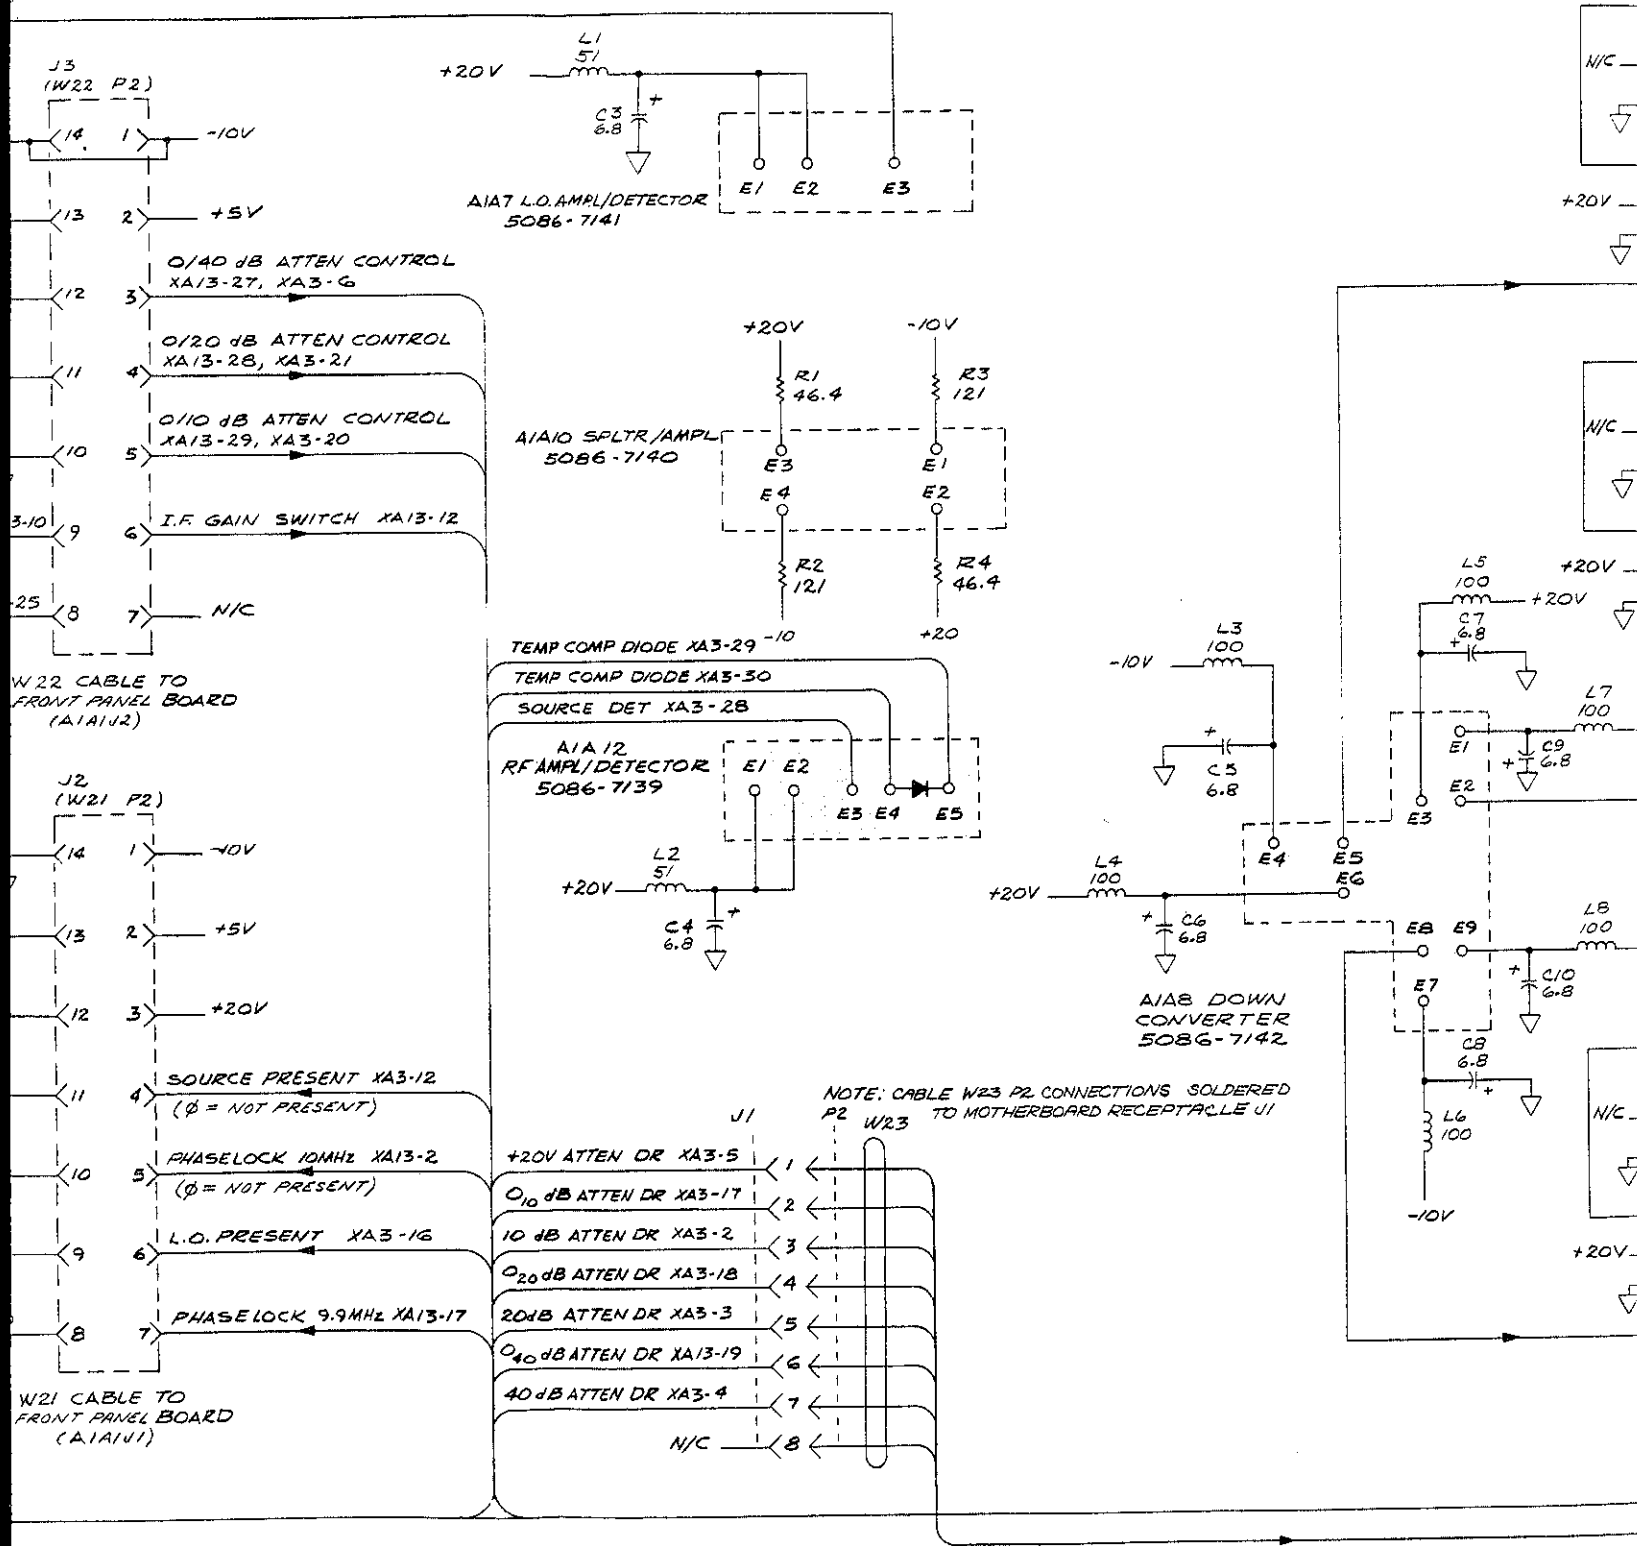 J3
(W22 P2)
14 1 -10V
13 2 +5V
0/40 dB ATTEN CONTROL
XA13-27, XA3-6
12 3
0/20 dB ATTEN CONTROL
XA13-28, XA3-21
11 4
0/10 dB ATTEN CONTROL
XA13-29, XA3-20
10 5
3-10
9 6
I.F. GAIN SWITCH XA13-12
-25
8 7 N/C
W22 CABLE TO
FRONT PANEL BOARD
(A1A1J2)
J2
(W21 P2)
14 1 -10V
13 2 +5V
12 3 +20V
11 4
SOURCE PRESENT XA3-12
(Ø = NOT PRESENT)
10 5
PHASELOCK 10MHz XA13-2
(Ø = NOT PRESENT)
9 6
L.O. PRESENT XA3-16
8 7
PHASELOCK 9.9MHz XA13-17
W21 CABLE TO
FRONT PANEL BOARD
(A1A1J1)
+20V
L1
51
C3
6.8
+
E1 E2 E3
A1A7 L.O. AMPL/DETECTOR
5086-7141
+20V -10V
R1
46.4
R3
121
A1A10 SPLTR/AMPL
5086-7140
E3 E1
E4 E2
R2
121
R4
46.4
-10 +20
TEMP COMP DIODE XA3-29
TEMP COMP DIODE XA3-30
SOURCE DET XA3-28
A1A12
RF AMPL/DETECTOR
5086-7139
E1 E2
E3 E4 E5
L2
51
+20V
+
C4
6.8
NOTE: CABLE W23 P2 CONNECTIONS SOLDERED
TO MOTHERBOARD RECEPTACLE J1
J1 P2 W23
+20V ATTEN DR XA3-5 1
0₁₀ dB ATTEN DR XA3-17 2
10 dB ATTEN DR XA3-2 3
0₂₀ dB ATTEN DR XA3-18 4
20dB ATTEN DR XA3-3 5
0₄₀ dB ATTEN DR XA13-19 6
40 dB ATTEN DR XA3-4 7
N/C 8
-10V
L3
100
+
C5
6.8
+20V
L4
100
+
C6
6.8
E4 E5
E6
A1A8 DOWN
CONVERTER
5086-7142
L5
100
+20V
C7
6.8
+
E1
E2
E3
L7
100
C9
6.8
+
E8 E9
E7
L8
100
+
C10
6.8
C8
6.8
+
L6
100
-10V
N/C
+20V
N/C
+20V
N/C
+20V